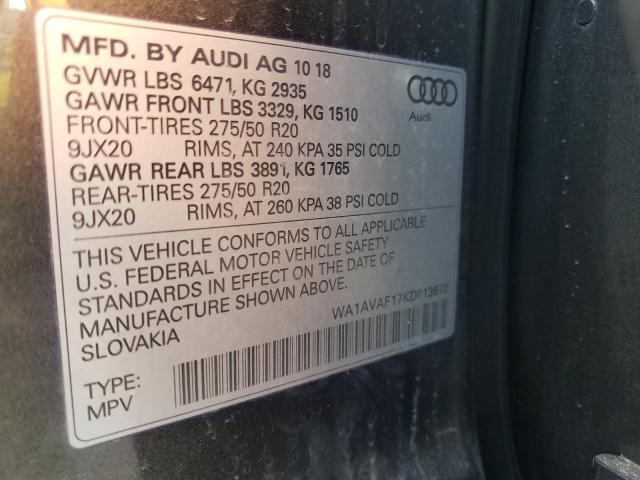 MFD. BY AUDI AG 10 18
GVWR LBS 6471, KG 2935
GAWR FRONT LBS 3329, KG 1510
FRONT-TIRES 275/50 R20
9JX20 RIMS, AT 240 KPA 35 PSI COLD
GAWR REAR LBS 3891, KG 1765
REAR-TIRES 275/50 R20
9JX20 RIMS, AT 260 KPA 38 PSI COLD
Audi
THIS VEHICLE CONFORMS TO ALL APPLICABLE
U.S. FEDERAL MOTOR VEHICLE SAFETY
STANDARDS IN EFFECT ON THE DATE OF
MANUFACTURE SHOWN ABOVE.
SLOVAKIA
WA1AVAF17KD013570
TYPE:
MPV